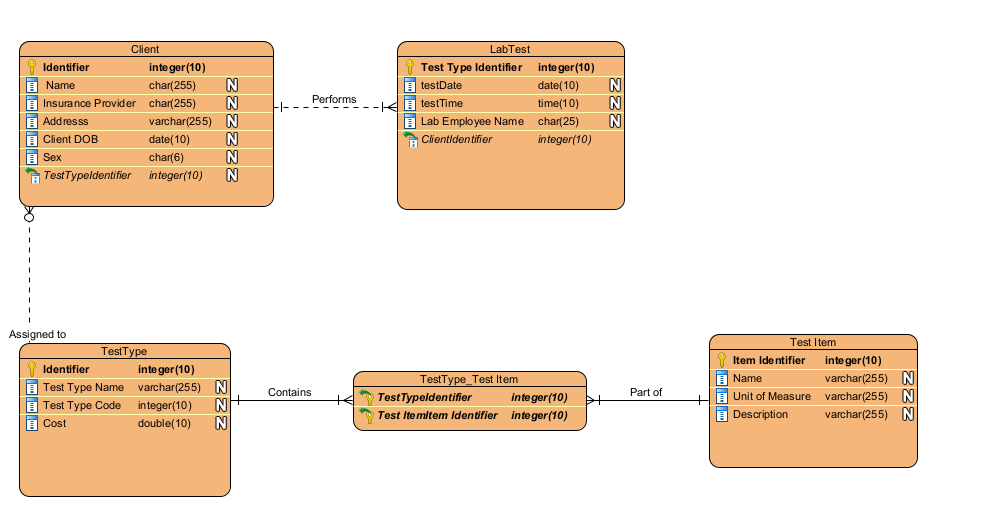 Client
Identifier integer(10)
Name char(255) N
Insurance Provider char(255) N
Addresss varchar(255) N
Client DOB date(10) N
Sex char(6) N
TestTypeIdentifier integer(10) N
Performs
LabTest
Test Type Identifier integer(10)
testDate date(10) N
testTime time(10) N
Lab Employee Name char(25) N
ClientIdentifier integer(10)
Assigned to
TestType
Identifier integer(10)
Test Type Name varchar(255) N
Test Type Code integer(10) N
Cost double(10) N
Contains
TestType_Test Item
TestTypeIdentifier integer(10)
Test ItemItem Identifier integer(10)
Part of
Test Item
Item Identifier integer(10)
Name varchar(255) N
Unit of Measure varchar(255) N
Description varchar(255) N